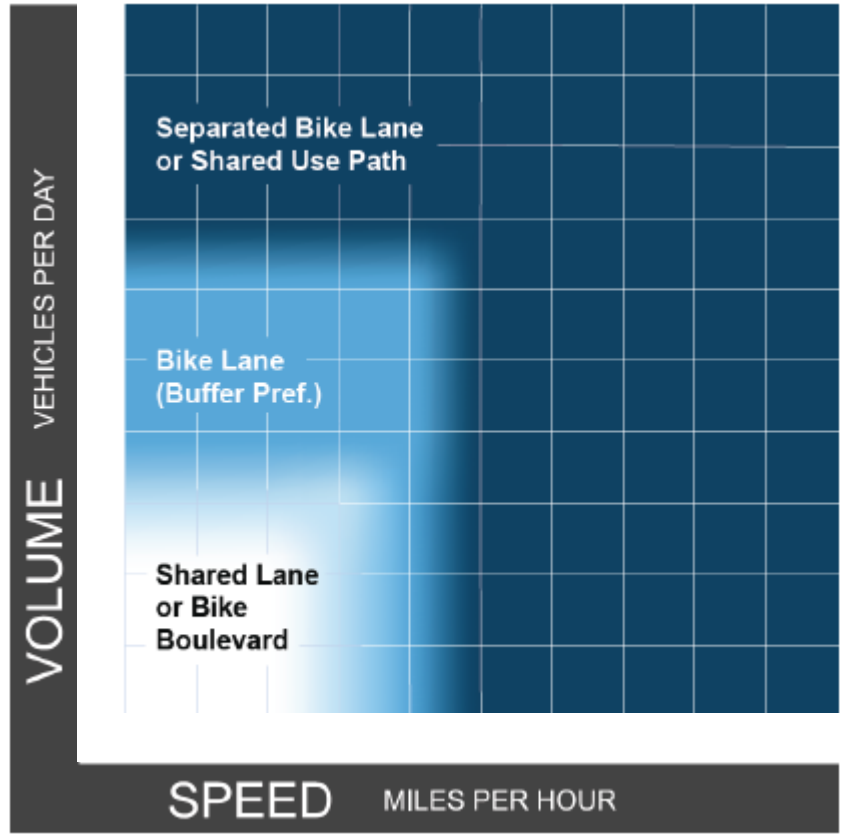 Separated Bike Lane
or Shared Use Path
Bike Lane
(Buffer Pref.)
Shared Lane
or Bike
Boulevard
VOLUME VEHICLES PER DAY
SPEED MILES PER HOUR